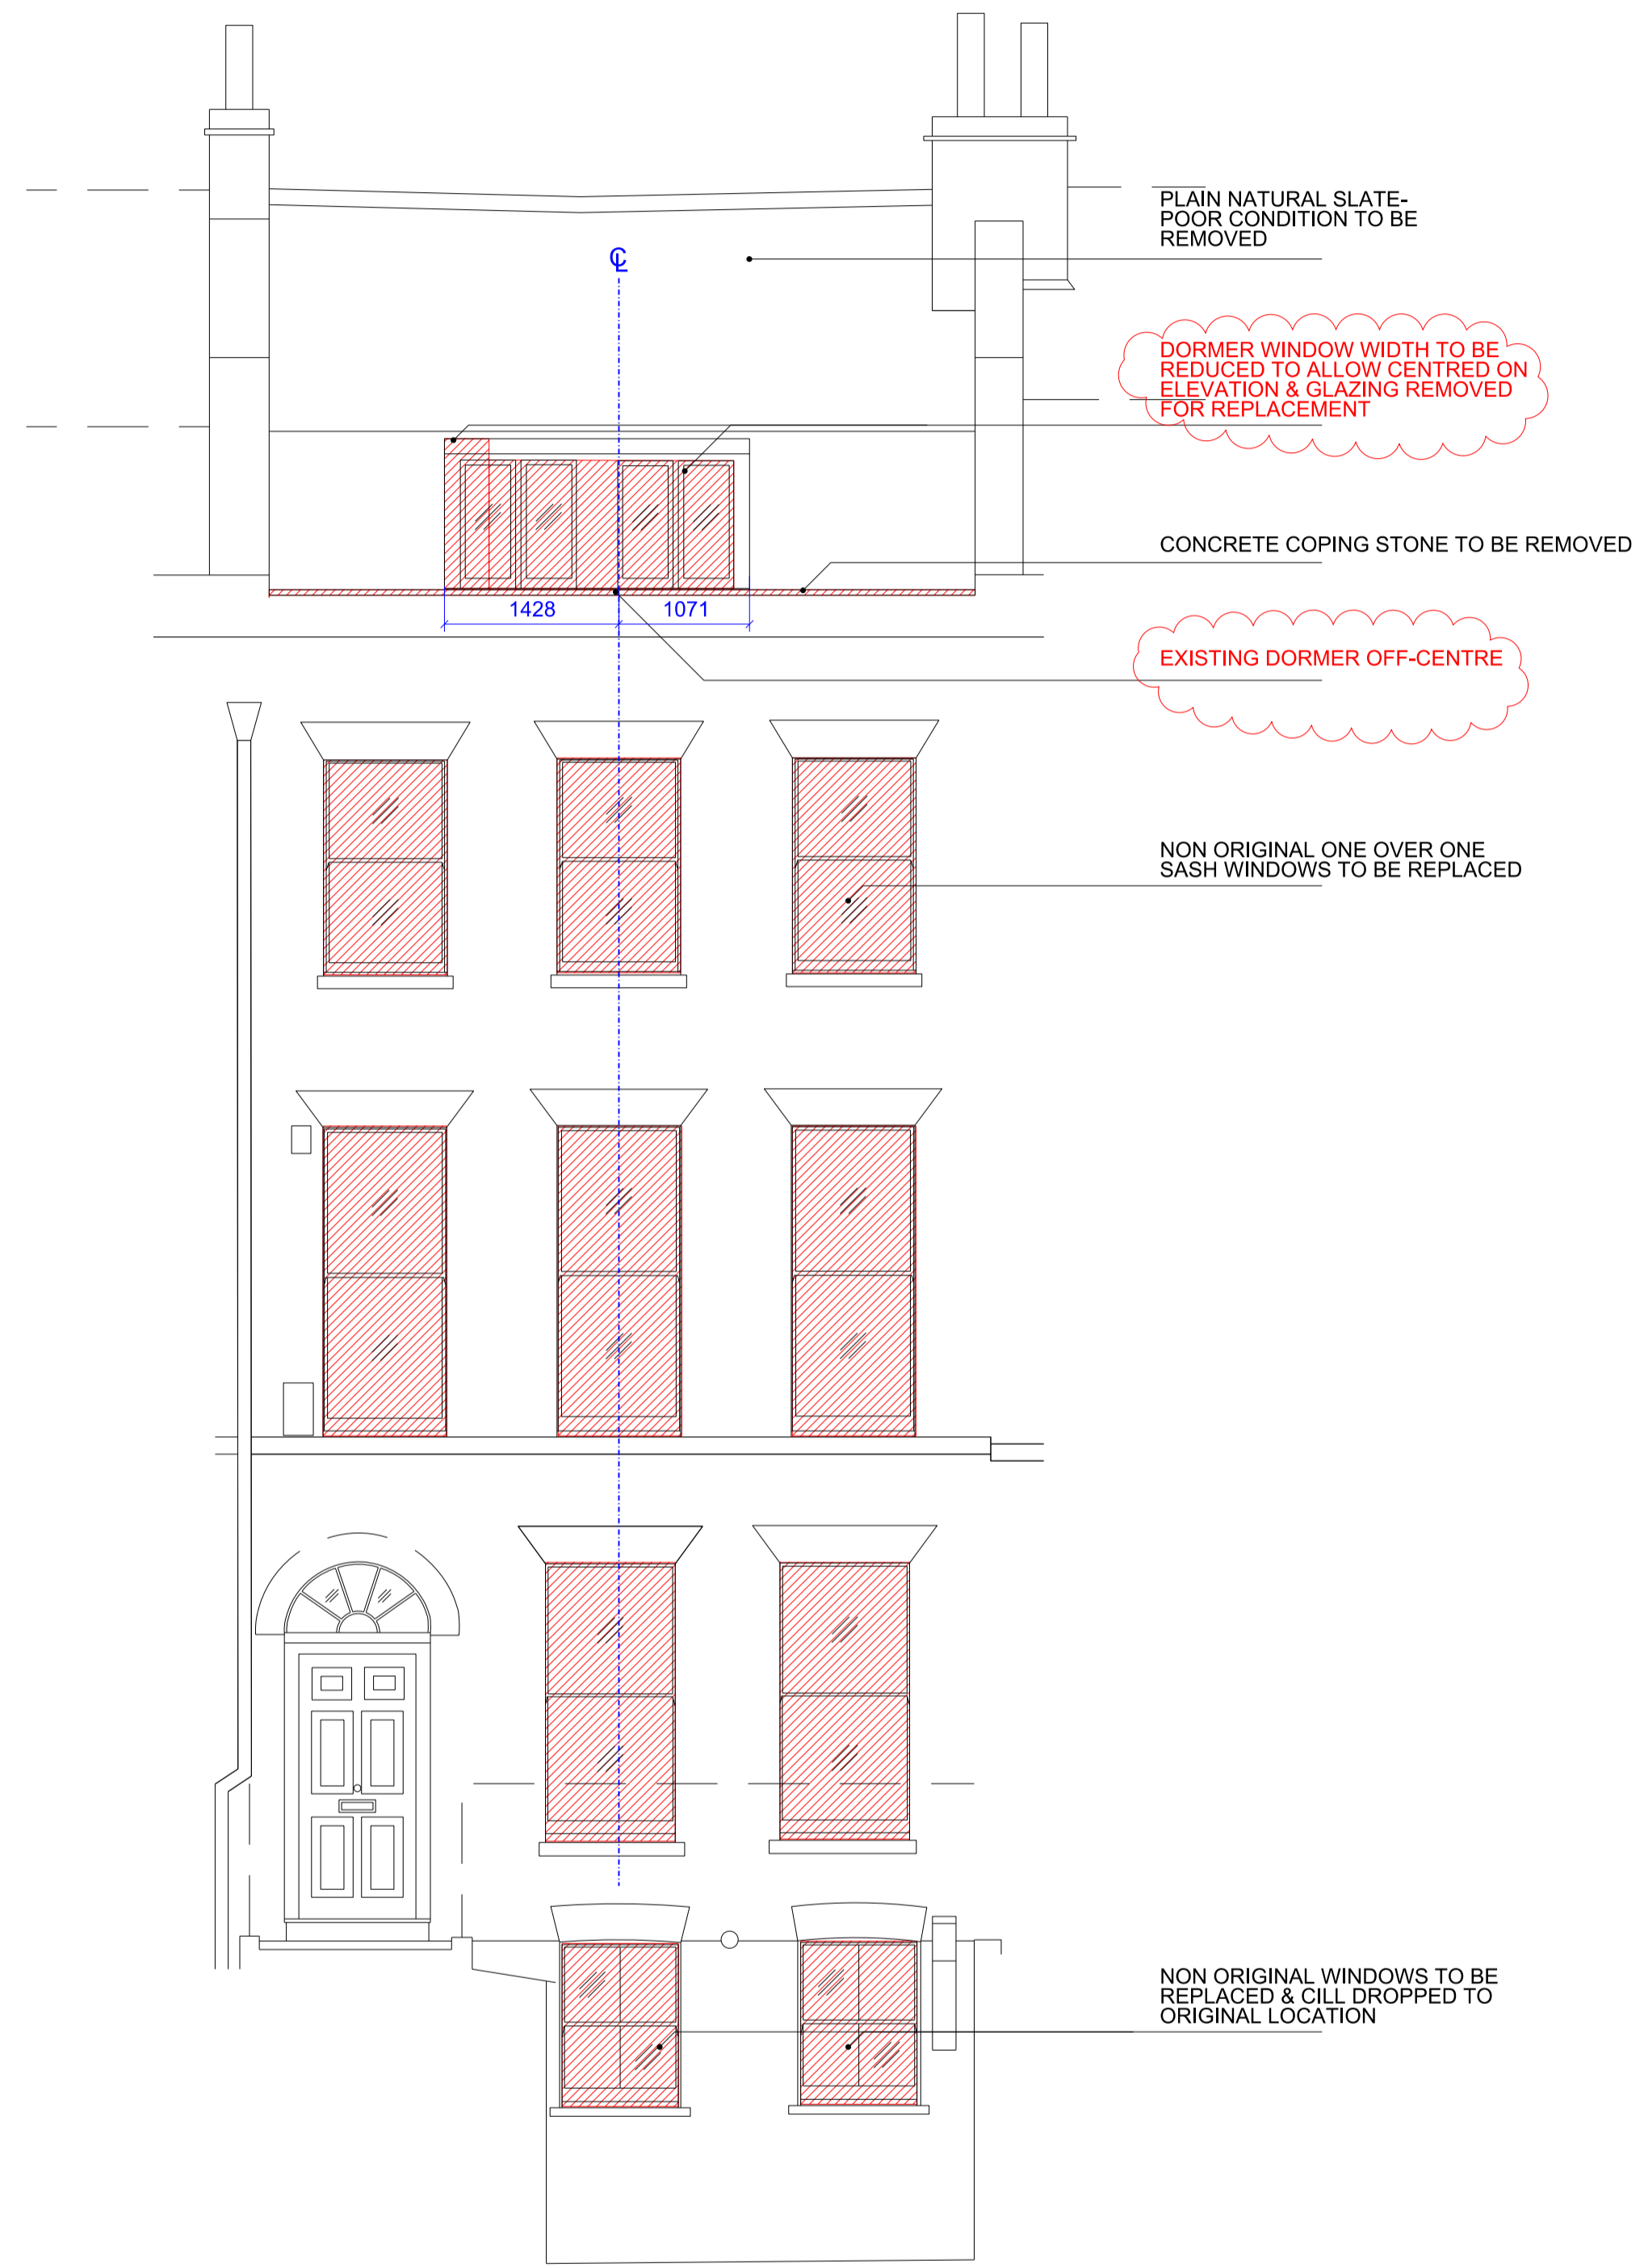 PLAIN NATURAL SLATE-
POOR CONDITION TO BE
REMOVED
℄
DORMER WINDOW WIDTH TO BE
REDUCED TO ALLOW CENTRED ON
ELEVATION & GLAZING REMOVED
FOR REPLACEMENT
CONCRETE COPING STONE TO BE REMOVED
1428
1071
EXISTING DORMER OFF-CENTRE
NON ORIGINAL ONE OVER ONE
SASH WINDOWS TO BE REPLACED
NON ORIGINAL WINDOWS TO BE
REPLACED & CILL DROPPED TO
ORIGINAL LOCATION